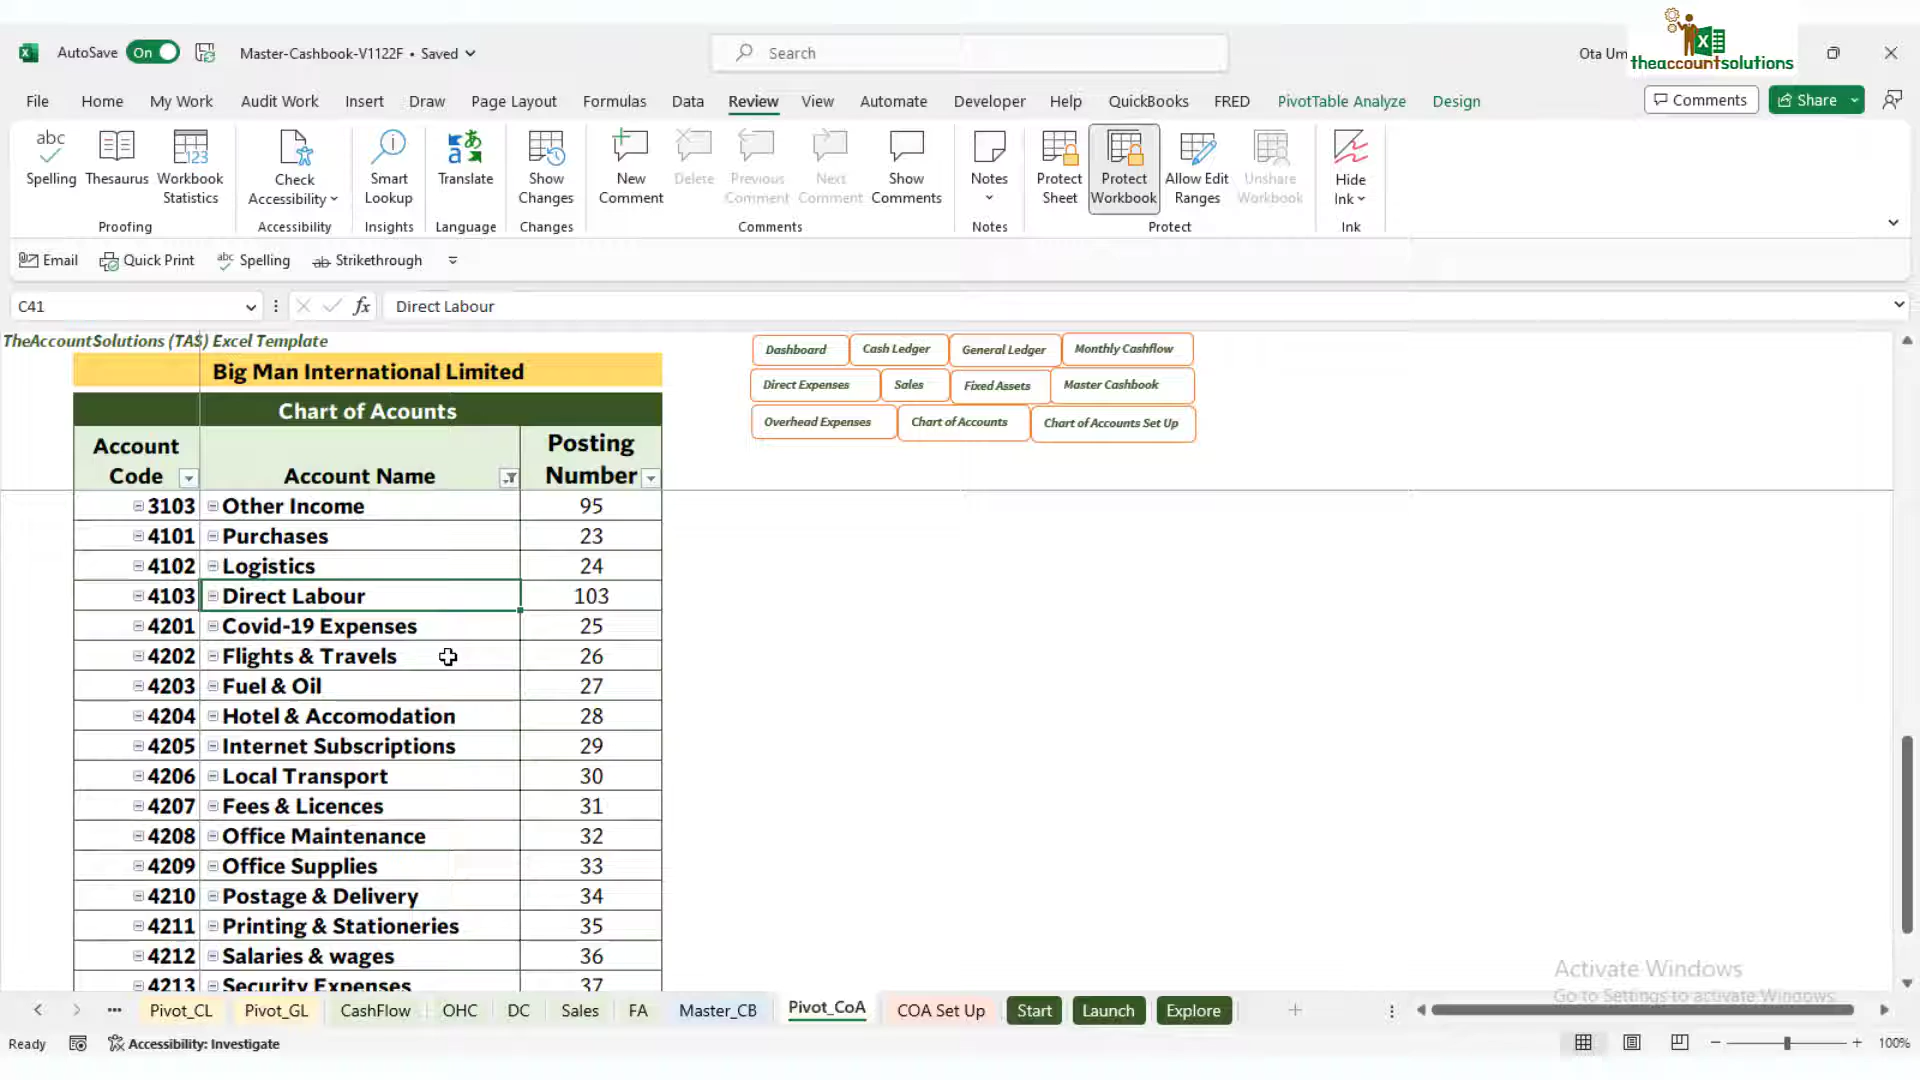 AutoSave On Master-Cashbook-V1122F • Saved Search Ota Um
theaccountsolutions
File Home My Work Audit Work Insert Draw Page Layout Formulas Data Review View Automate Developer Help QuickBooks FRED PivotTable Analyze Design Comments Share
abc 123
Spelling Thesaurus Workbook Statistics Check Accessibility Smart Lookup Translate Show Changes New Comment Delete Previous Comment Next Comment Show Comments Notes Protect Sheet Protect Workbook Allow Edit Ranges Unshare Workbook Hide Ink
Proofing Accessibility Insights Language Changes Comments Notes Protect Ink
Email Quick Print abc Spelling ab Strikethrough
C41 fx Direct Labour
TheAccountSolutions (TAS) Excel Template
Big Man International Limited
Chart of Acounts
Account Code Account Name Posting Number
Dashboard Cash Ledger General Ledger Monthly Cashflow
Direct Expenses Sales Fixed Assets Master Cashbook
Overhead Expenses Chart of Accounts Chart of Accounts Set Up
3103 Other Income 95
4101 Purchases 23
4102 Logistics 24
4103 Direct Labour 103
4201 Covid-19 Expenses 25
4202 Flights & Travels 26
4203 Fuel & Oil 27
4204 Hotel & Accomodation 28
4205 Internet Subscriptions 29
4206 Local Transport 30
4207 Fees & Licences 31
4208 Office Maintenance 32
4209 Office Supplies 33
4210 Postage & Delivery 34
4211 Printing & Stationeries 35
4212 Salaries & wages 36
4213 Security Expenses 37
Activate Windows
Go to Settings to activate Windows.
Pivot_CL Pivot_GL CashFlow OHC DC Sales FA Master_CB Pivot_CoA COA Set Up Start Launch Explore
Ready Accessibility: Investigate 100%